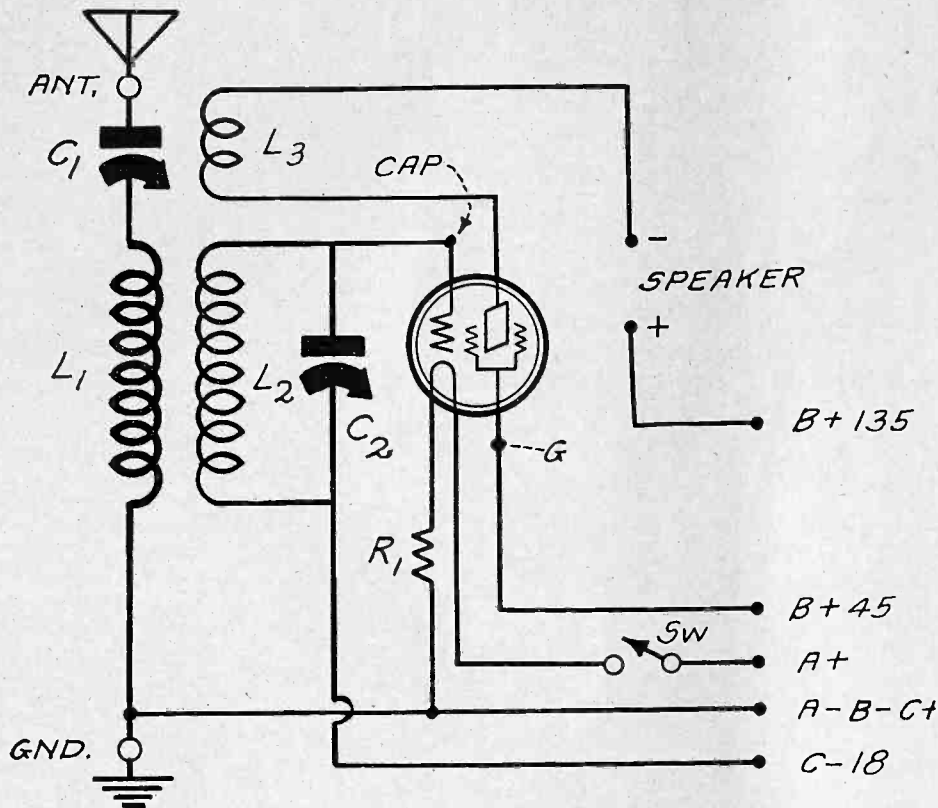 ANT.
C1
L3
CAP
- 
SPEAKER
+
L1
L2
C2
B+135
G
R1
B+45
SW
A+
A-B-C+
GND.
C-18